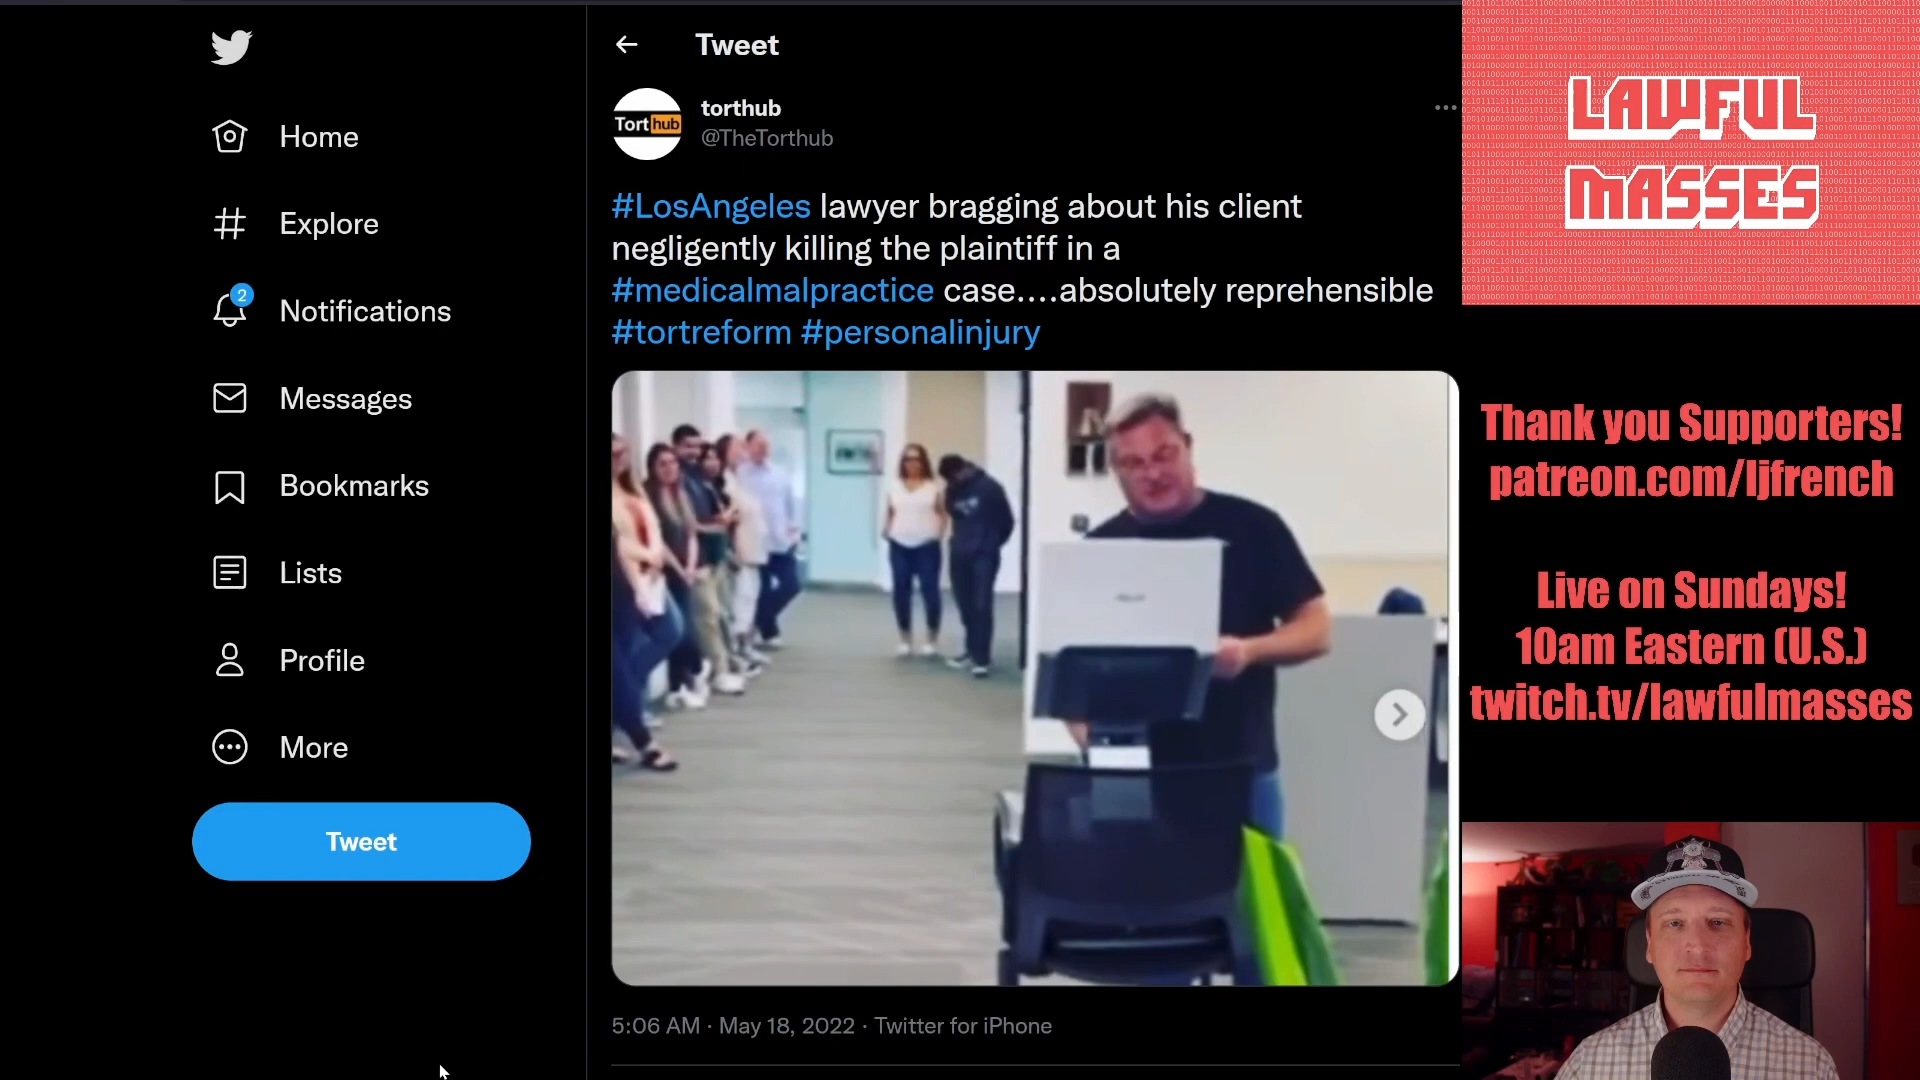 Home
Explore
2
Notifications
Messages
Bookmarks
Lists
Profile
More
Tweet
Tweet
Tort hub
torthub
@TheTorthub
#LosAngeles lawyer bragging about his client
negligently killing the plaintiff in a
#medicalmalpractice case....absolutely reprehensible
#tortreform #personalinjury
5:06 AM · May 18, 2022 · Twitter for iPhone
LAWFUL
MASSES
Thank you Supporters!
patreon.com/ljfrench
Live on Sundays!
10am Eastern (U.S.)
twitch.tv/lawfulmasses